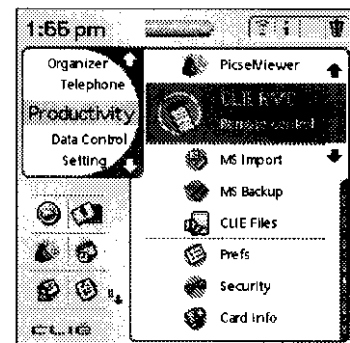 1:55 pm
Organizer
Telephone
Productivity
Data Control
Setting
PicselViewer
CLIE RMC
Remote control
MS Import
MS Backup
CLIE Files
Prefs
Security
Card Info
CLIE